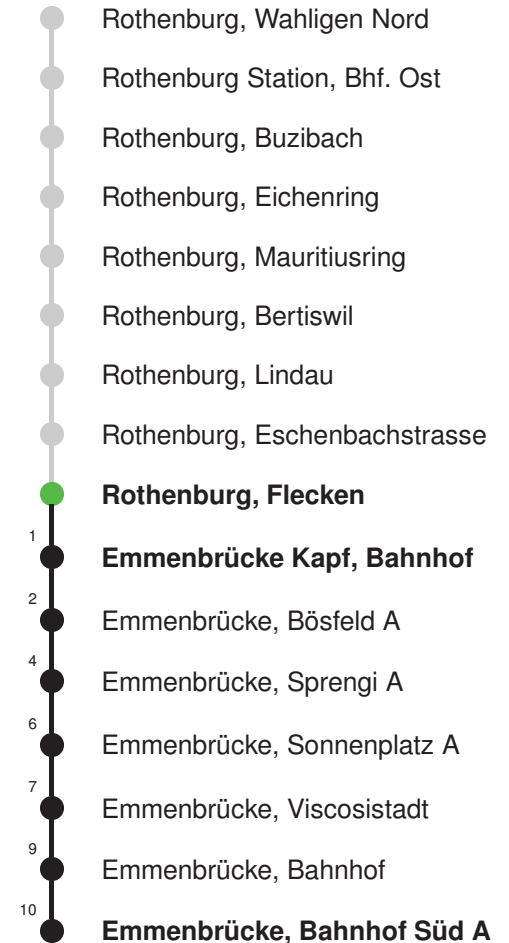 Rothenburg, Wahligen Nord
Rothenburg Station, Bhf. Ost
Rothenburg, Buzibach
Rothenburg, Eichenring
Rothenburg, Mauritiusring
Rothenburg, Bertiswil
Rothenburg, Lindau
Rothenburg, Eschenbachstrasse
Rothenburg, Flecken
1 Emmenbrücke Kapf, Bahnhof
2 Emmenbrücke, Bösfeld A
4 Emmenbrücke, Sprengi A
6 Emmenbrücke, Sonnenplatz A
7 Emmenbrücke, Viscosistadt
9 Emmenbrücke, Bahnhof
10 Emmenbrücke, Bahnhof Süd A